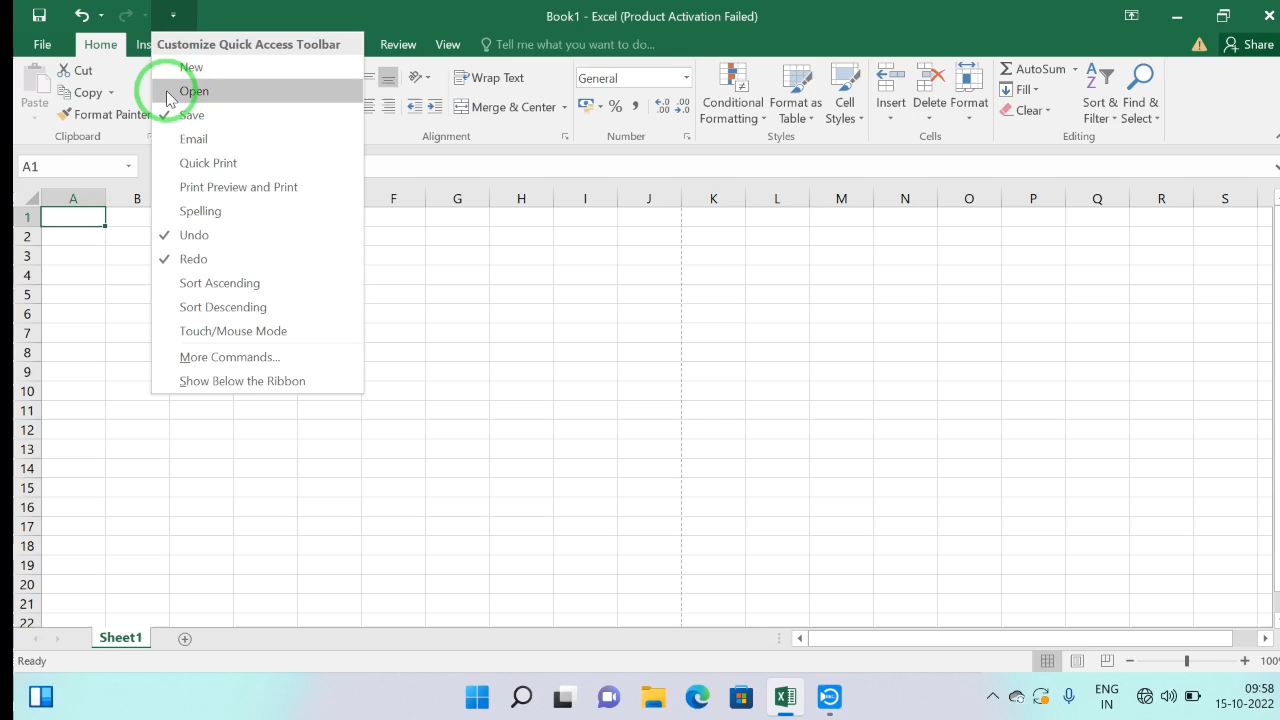 Book1 - Excel (Product Activation Failed)
File
Home
Ins
Review
View
Tell me what you want to do...
Share
Customize Quick Access Toolbar
New
Open
Save
Email
Quick Print
Print Preview and Print
Spelling
Undo
Redo
Sort Ascending
Sort Descending
Touch/Mouse Mode
More Commands...
Show Below the Ribbon
Paste
Cut
Copy
Format Painter
Clipboard
Wrap Text
Merge & Center
Alignment
General
%
Number
Conditional Formatting
Format as Table
Cell Styles
Styles
Insert
Delete
Format
Cells
AutoSum
Fill
Clear
Sort & Filter
Find & Select
Editing
A1
A B F G H I J K L M N O P Q R S
1
2
3
4
5
6
7
8
9
10
11
12
13
14
15
16
17
18
19
20
21
22
Sheet1
Ready
100%
ENG
IN
09:58
15-10-2022